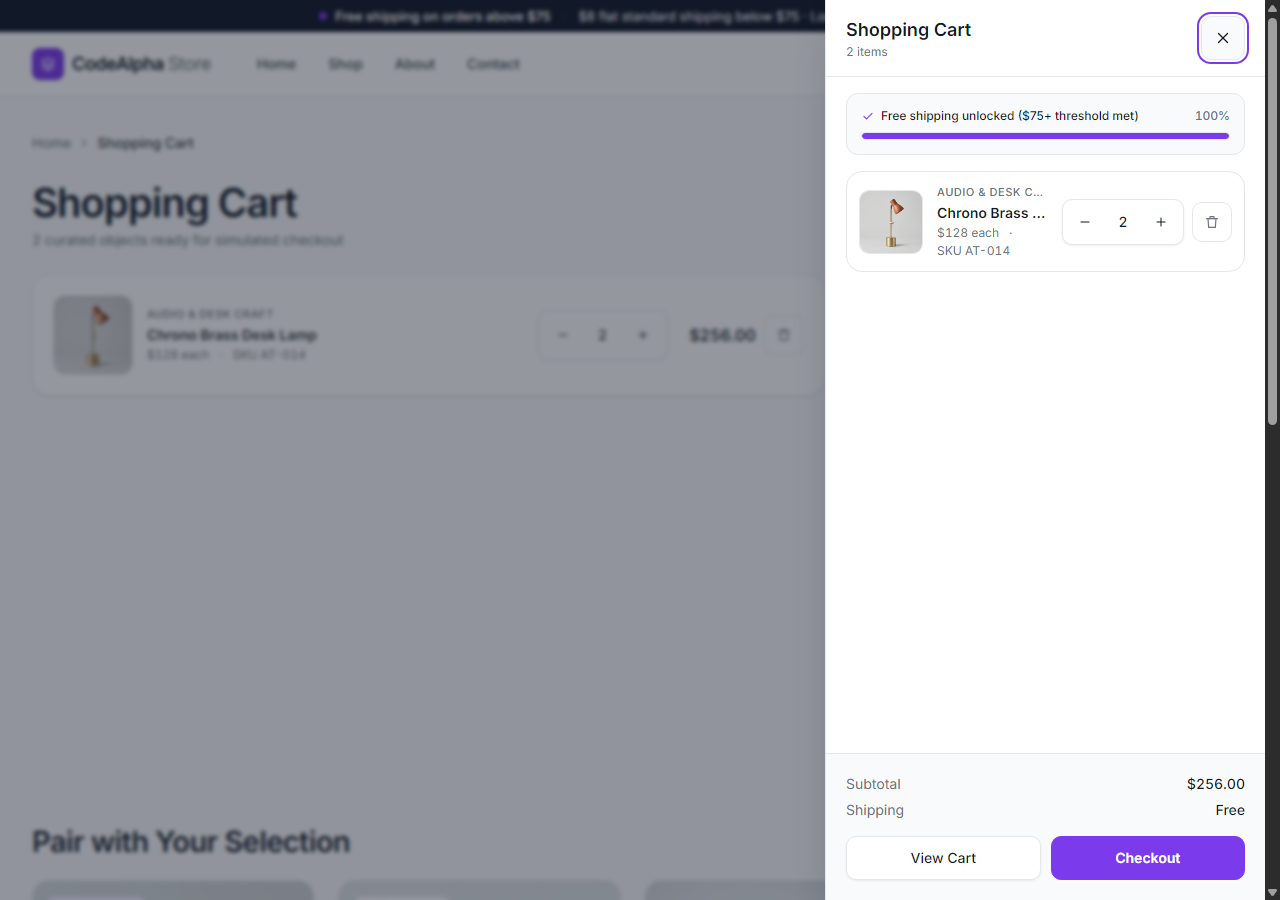 Free shipping on orders above $75 · $8 flat standard shipping below $75 ·
CodeAlpha Store
Home
Shop
About
Contact
Home > Shopping Cart
Shopping Cart
2 curated objects ready for simulated checkout
AUDIO & DESK CRAFT
Chrono Brass Desk Lamp
$128 each · SKU AT-014
− 2 +
$256.00
Pair with Your Selection
Shopping Cart
2 items
Free shipping unlocked ($75+ threshold met)
100%
AUDIO & DESK C...
Chrono Brass ...
$128 each ·
SKU AT-014
− 2 +
Subtotal
$256.00
Shipping
Free
View Cart
Checkout